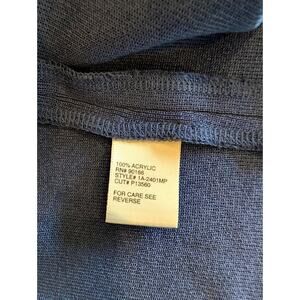 100% ACRYLIC
RN# 90166
STYLE# 1A-2401MP
CUT# P13560
FOR CARE SEE
REVERSE